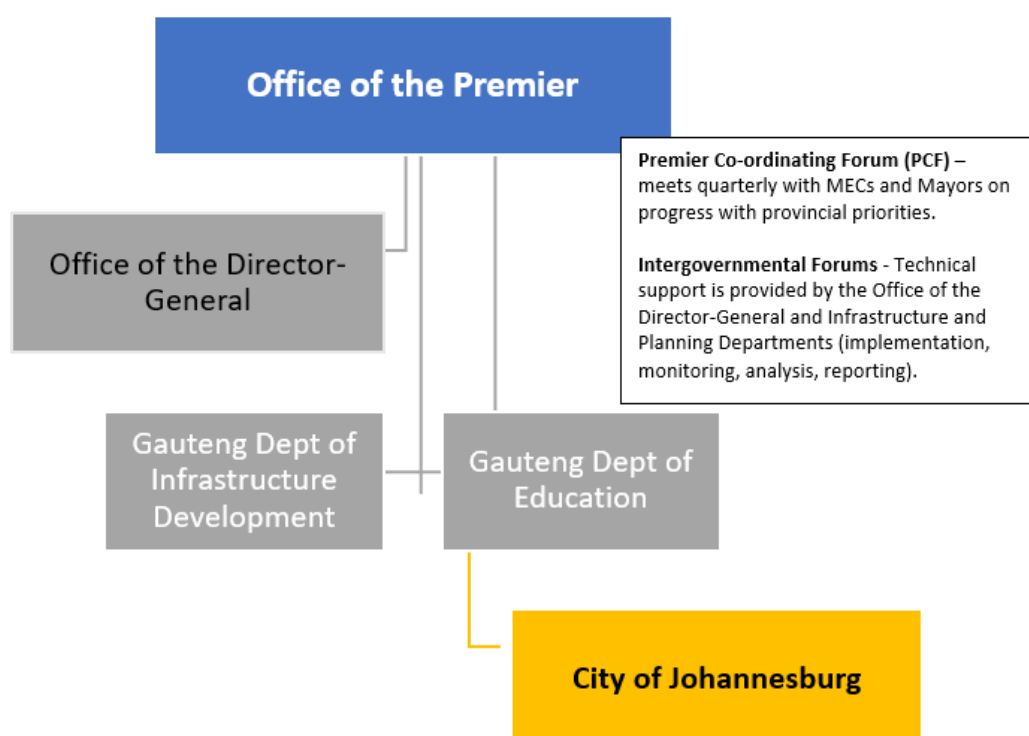 Office of the Premier
Premier Co-ordinating Forum (PCF) –
meets quarterly with MECs and Mayors on
progress with provincial priorities.
Intergovernmental Forums - Technical
support is provided by the Office of the
Director-General and Infrastructure and
Planning Departments (implementation,
monitoring, analysis, reporting).
Office of the Director-
General
Gauteng Dept of
Infrastructure
Development
Gauteng Dept of
Education
City of Johannesburg